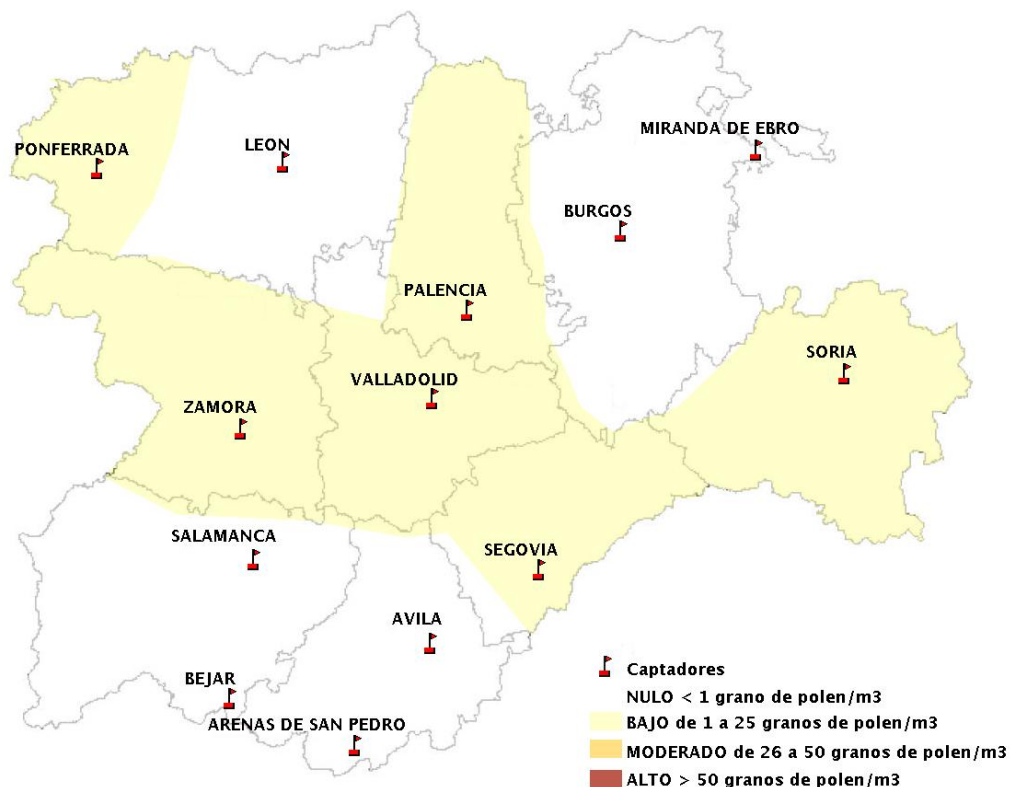 MIRANDA DE EBRO
PONFERRADA
LEON
BURGOS
PALENCIA
SORIA
VALLADOLID
ZAMORA
SALAMANCA
SEGOVIA
AVILA
BEJAR
ARENAS DE SAN PEDRO
Captadores
NULO < 1 grano de polen/m3
BAJO de 1 a 25 granos de polen/m3
MODERADO de 26 a 50 granos de polen/m3
ALTO > 50 granos de polen/m3